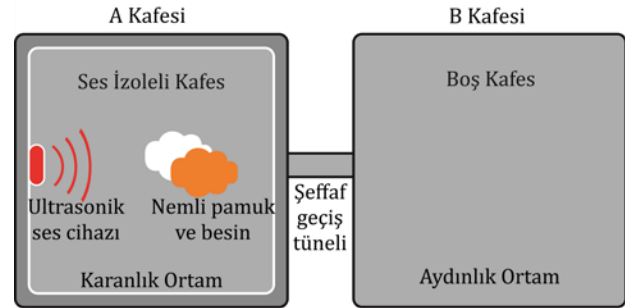 A Kafesi
B Kafesi
Ses İzoleli Kafes
Boş Kafes
Ultrasonik
ses cihazı
Nemli pamuk
ve besin
Şeffaf
geçiş
tüneli
Karanlık Ortam
Aydınlık Ortam